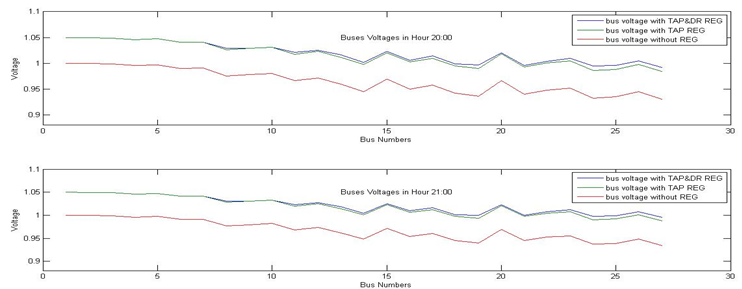 1.1
1.05
1
0.95
0.9
Voltage
Buses Voltages in Hour 20:00
bus voltage with TAP&DR REG
bus voltage with TAP REG
bus voltage without REG
0 5 10 15 20 25 30
Bus Numbers
1.1
1.05
1
0.95
0.9
Voltage
Buses Voltages in Hour 21:00
bus voltage with TAP&DR REG
bus voltage with TAP REG
bus voltage without REG
0 5 10 15 20 25 30
Bus Numbers